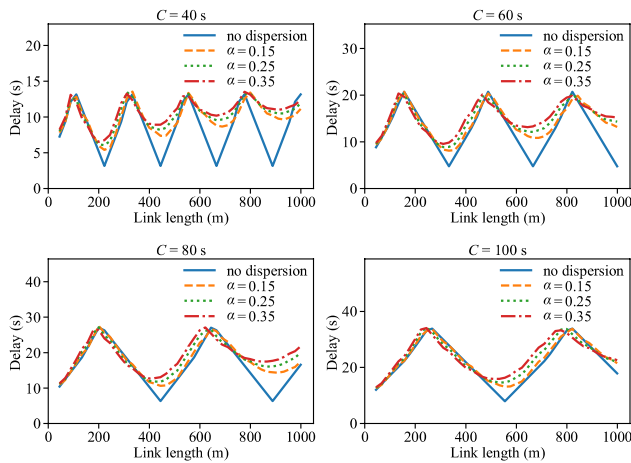 C = 40 s
Delay (s)
20
15
10
5
0
no dispersion
α = 0.15
α = 0.25
α = 0.35
0 200 400 600 800 1000
Link length (m)
C = 60 s
Delay (s)
30
20
10
0
no dispersion
α = 0.15
α = 0.25
α = 0.35
0 200 400 600 800 1000
Link length (m)
C = 80 s
Delay (s)
40
30
20
10
0
no dispersion
α = 0.15
α = 0.25
α = 0.35
0 200 400 600 800 1000
Link length (m)
C = 100 s
Delay (s)
40
20
0
no dispersion
α = 0.15
α = 0.25
α = 0.35
0 200 400 600 800 1000
Link length (m)